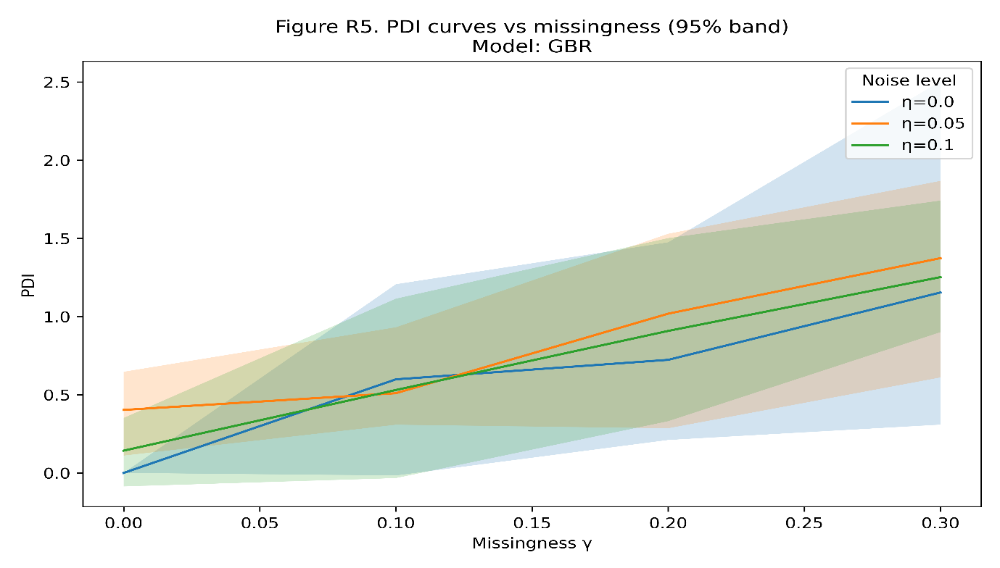 Figure R5. PDI curves vs missingness (95% band)
Model: GBR
2.5
2.0
1.5
1.0
0.5
0.0
PDI
Noise level
η=0.0
η=0.05
η=0.1
0.00 0.05 0.10 0.15 0.20 0.25 0.30
Missingness γ